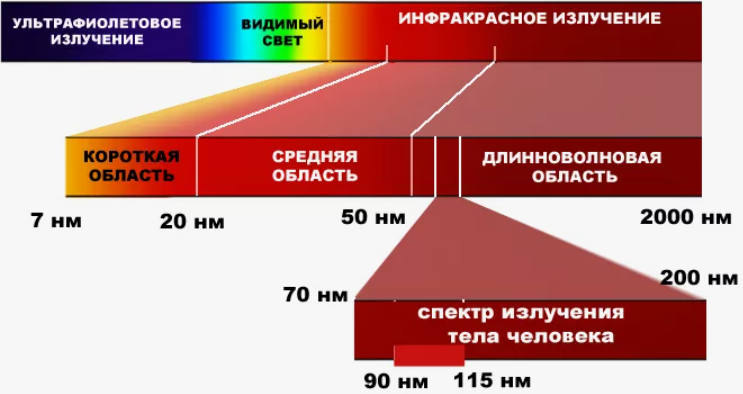 УЛЬТРАФИОЛЕТОВОЕ
ИЗЛУЧЕНИЕ
ВИДИМЫЙ
СВЕТ
ИНФРАКРАСНОЕ ИЗЛУЧЕНИЕ
КОРОТКАЯ
ОБЛАСТЬ
СРЕДНЯЯ
ОБЛАСТЬ
ДЛИННОВОЛНОВАЯ
ОБЛАСТЬ
7 нм
20 нм
50 нм
2000 нм
70 нм
200 нм
спектр излучения
тела человека
90 нм
115 нм